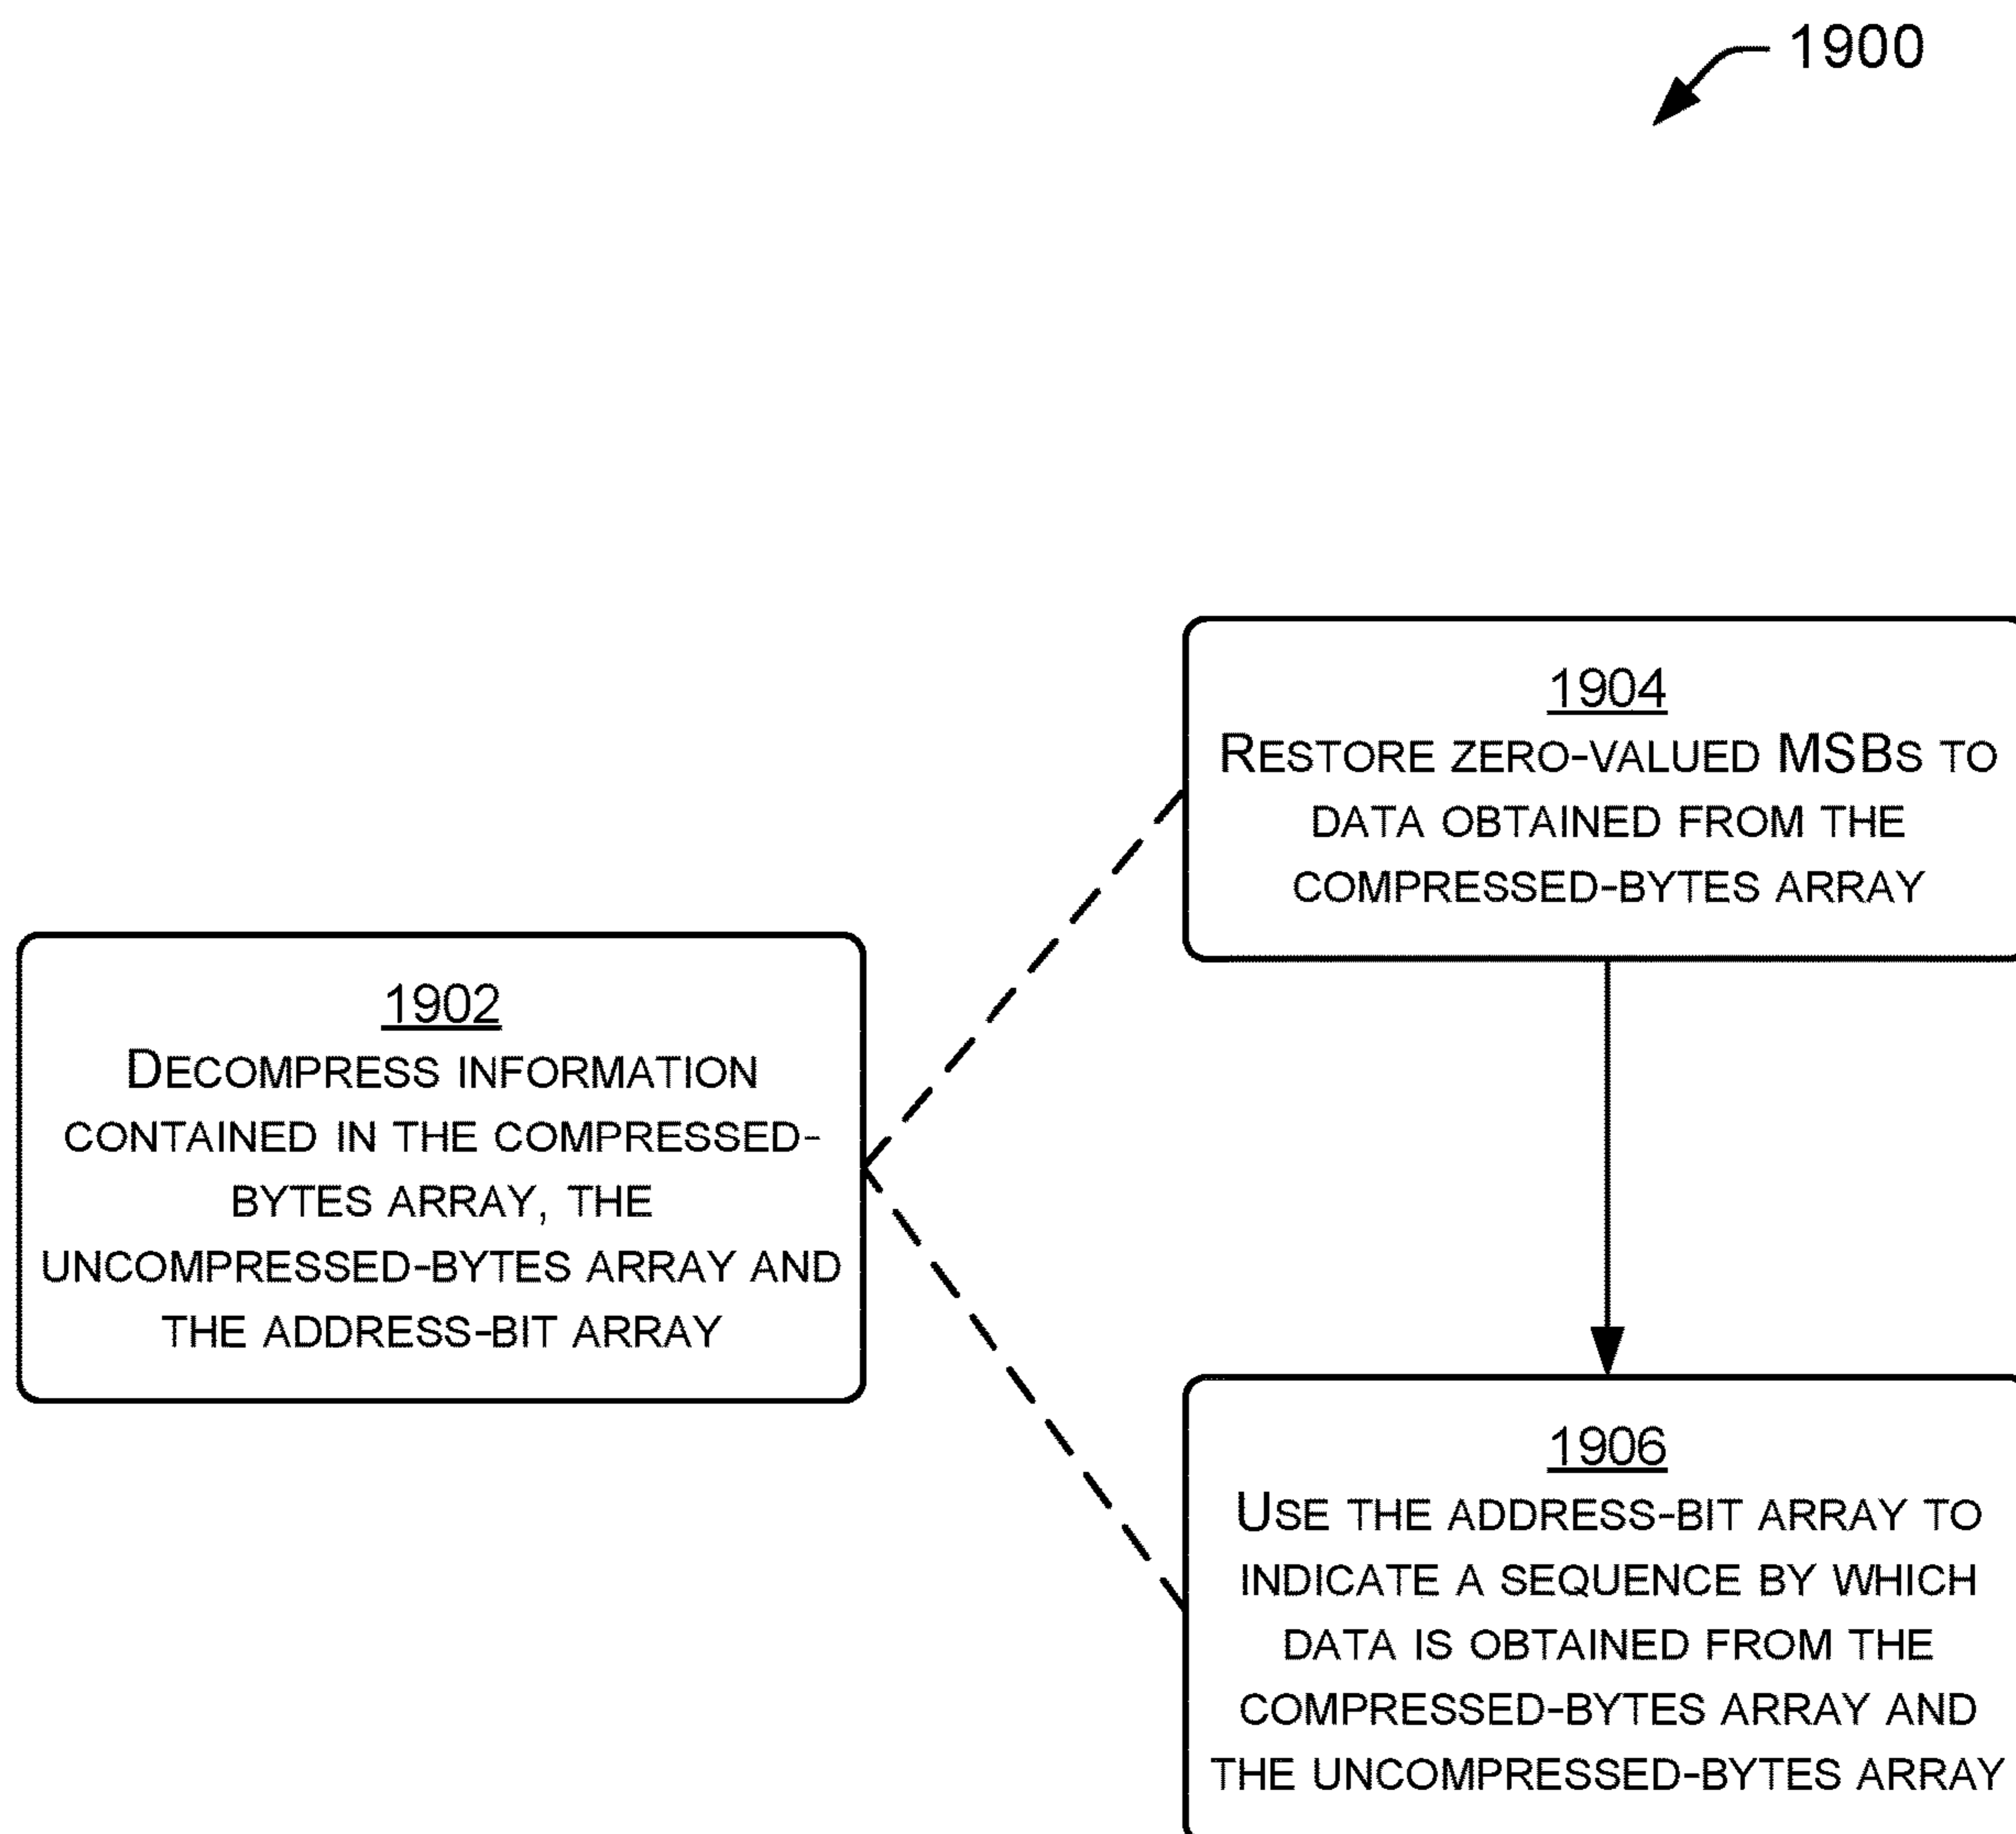 1900
1904
RESTORE ZERO-VALUED MSBS TO
DATA OBTAINED FROM THE
COMPRESSED-BYTES ARRAY
1902
DECOMPRESS INFORMATION
CONTAINED IN THE COMPRESSED-
BYTES ARRAY, THE
UNCOMPRESSED-BYTES ARRAY AND
THE ADDRESS-BIT ARRAY
1906
USE THE ADDRESS-BIT ARRAY TO
INDICATE A SEQUENCE BY WHICH
DATA IS OBTAINED FROM THE
COMPRESSED-BYTES ARRAY AND
THE UNCOMPRESSED-BYTES ARRAY